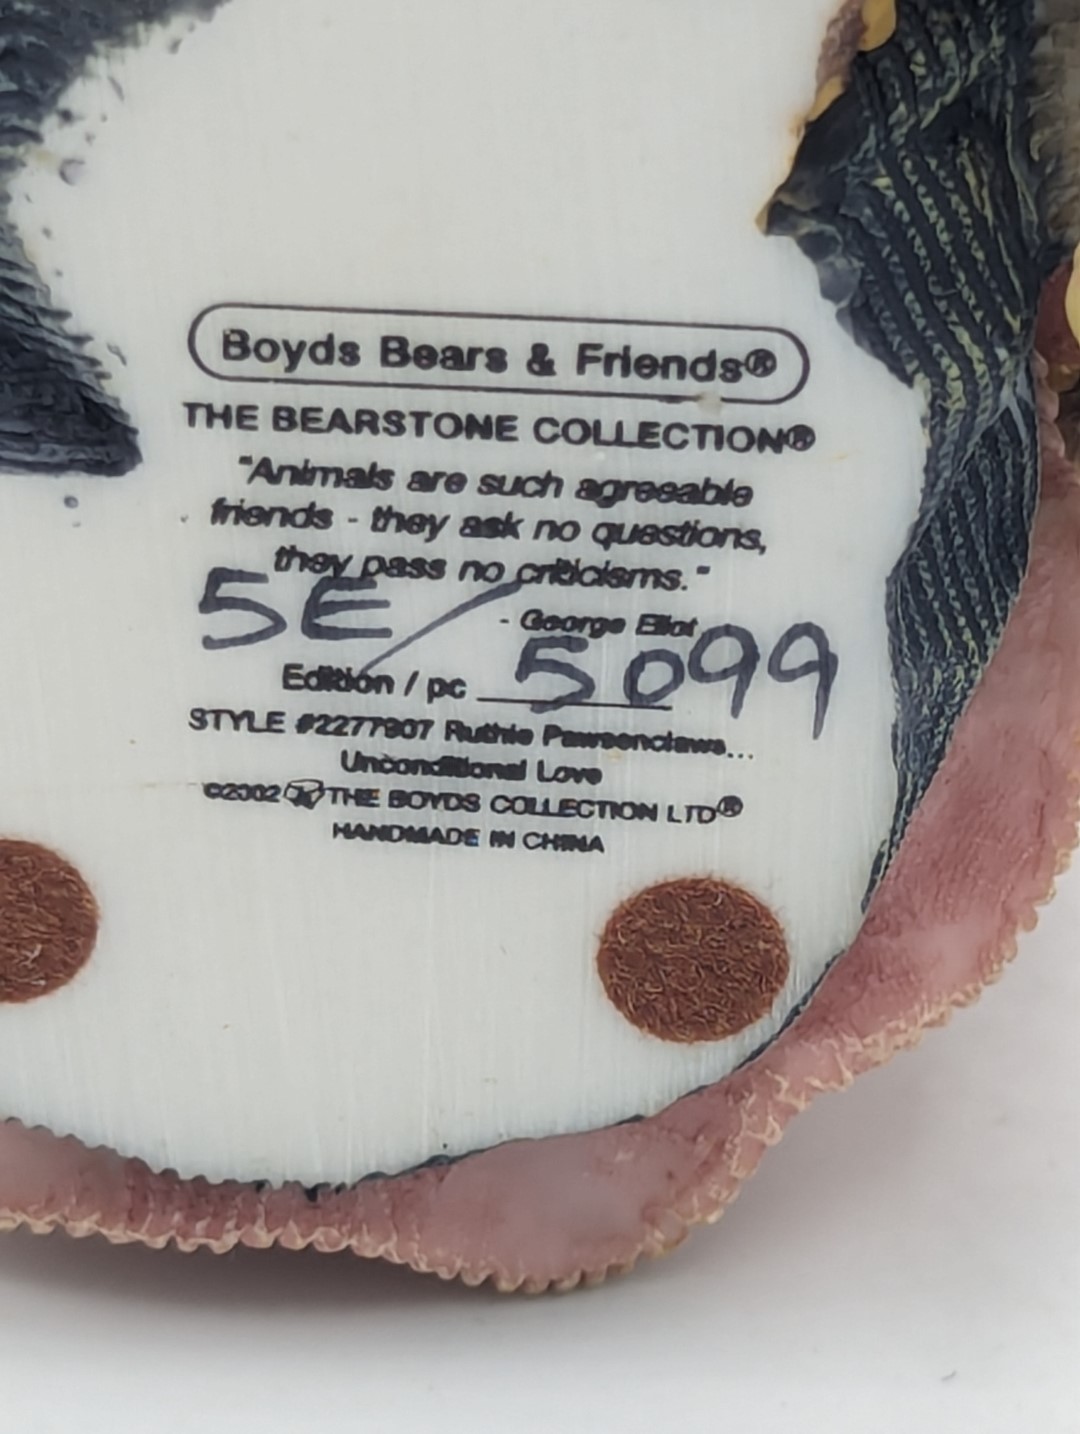 Boyds Bears & Friends®
THE BEARSTONE COLLECTION®
"Animals are such agreeable
friends - they ask no questions,
they pass no criticisms."
- George Eliot
5E/5099
Edition / pc
STYLE #2277907 Ruthie Pawsenclaws...
Unconditional Love
©2002 THE BOYDS COLLECTION LTD®
HANDMADE IN CHINA